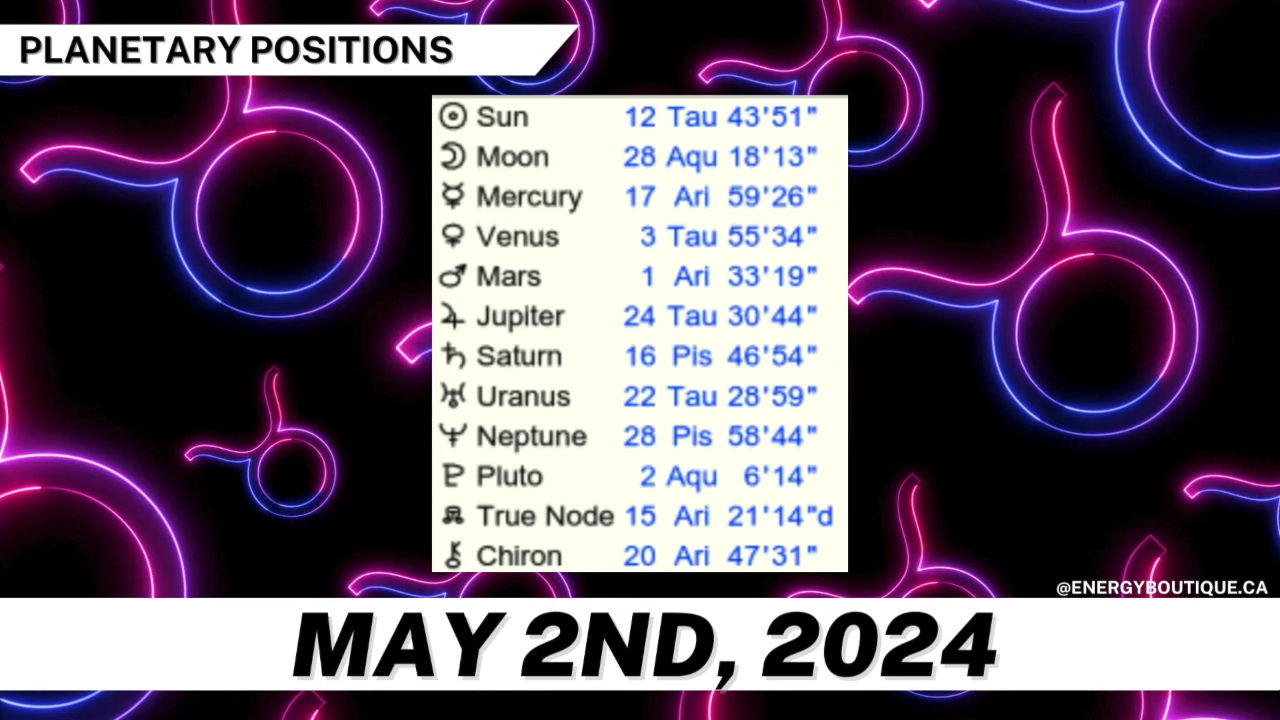 PLANETARY POSITIONS
Sun 12 Tau 43'51"
Moon 28 Aqu 18'13"
Mercury 17 Ari 59'26"
Venus 3 Tau 55'34"
Mars 1 Ari 33'19"
Jupiter 24 Tau 30'44"
Saturn 16 Pis 46'54"
Uranus 22 Tau 28'59"
Neptune 28 Pis 58'44"
Pluto 2 Aqu 6'14"
True Node 15 Ari 21'14"d
Chiron 20 Ari 47'31"
@ENERGYBOUTIQUE.CA
MAY 2ND, 2024